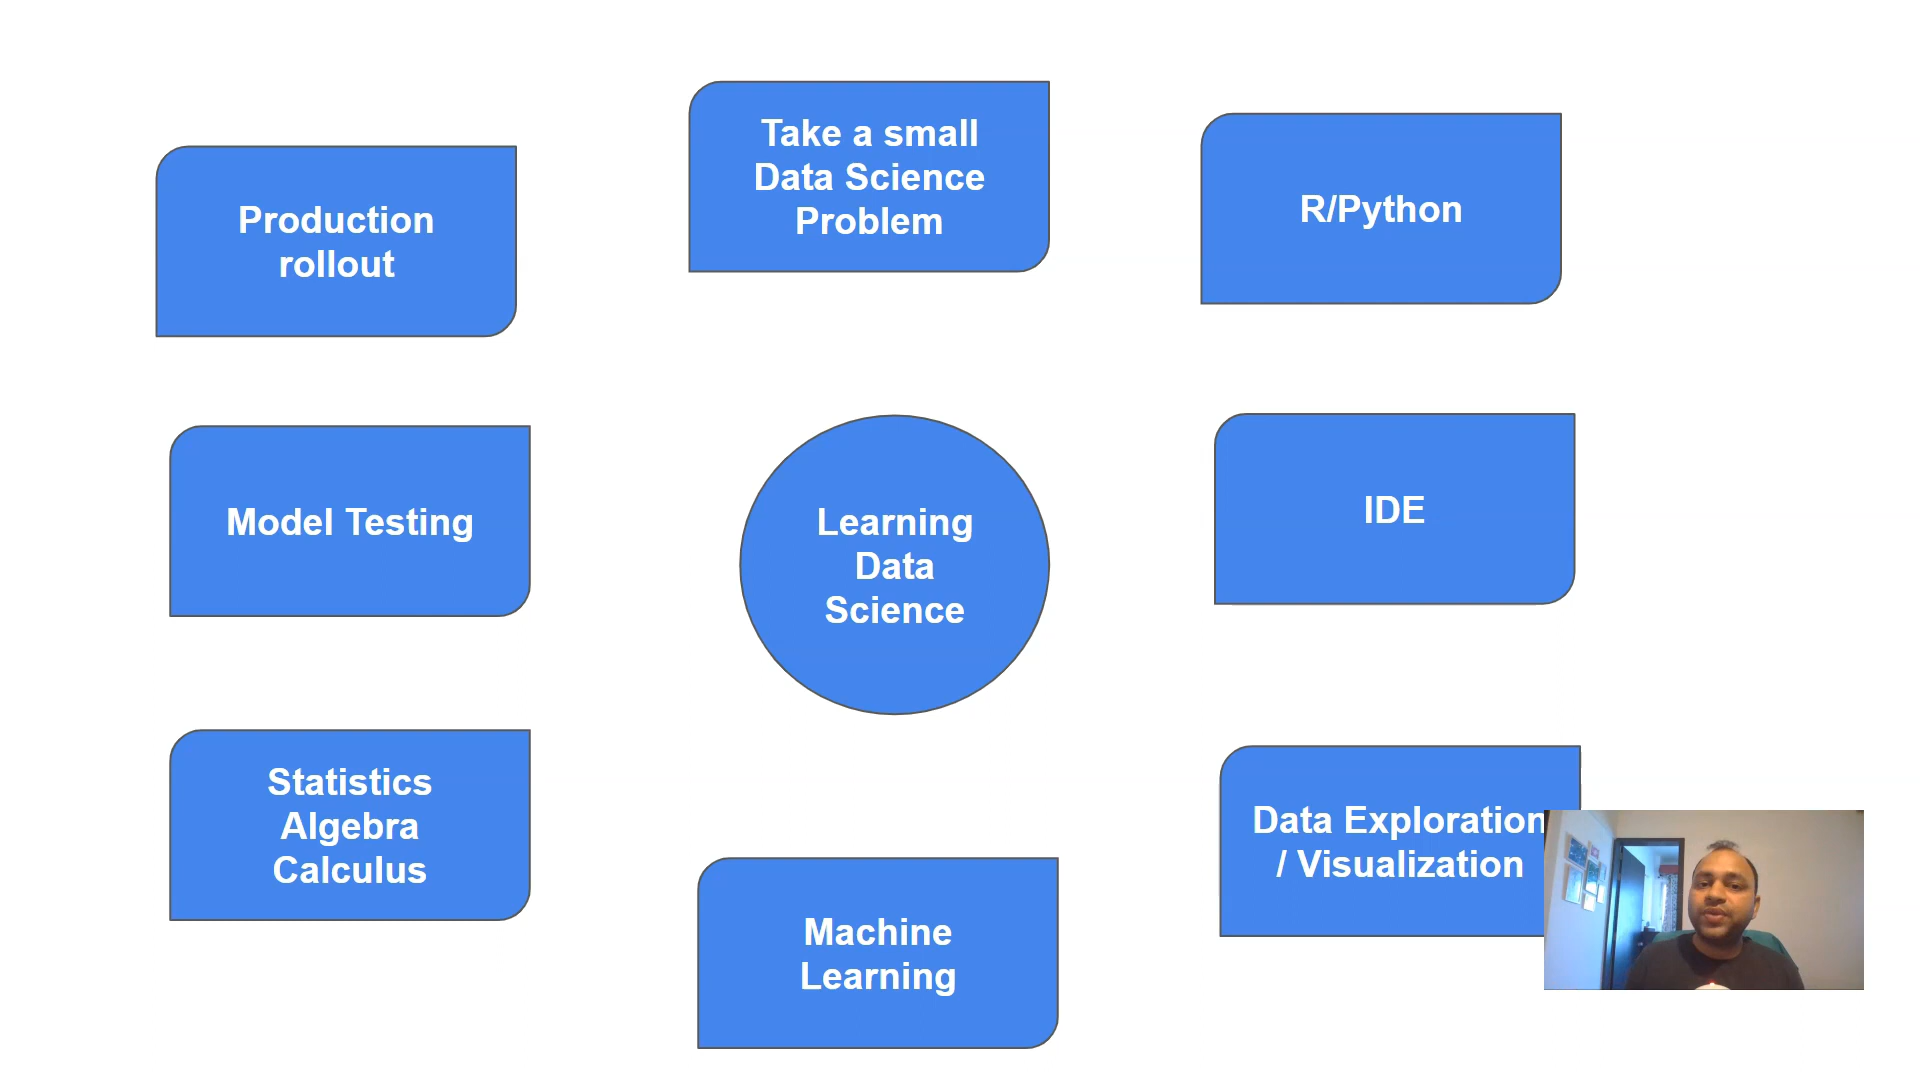 Take a small
Data Science
Problem
R/Python
Production
rollout
Model Testing
Learning
Data
Science
IDE
Statistics
Algebra
Calculus
Data Exploration
/ Visualization
Machine
Learning